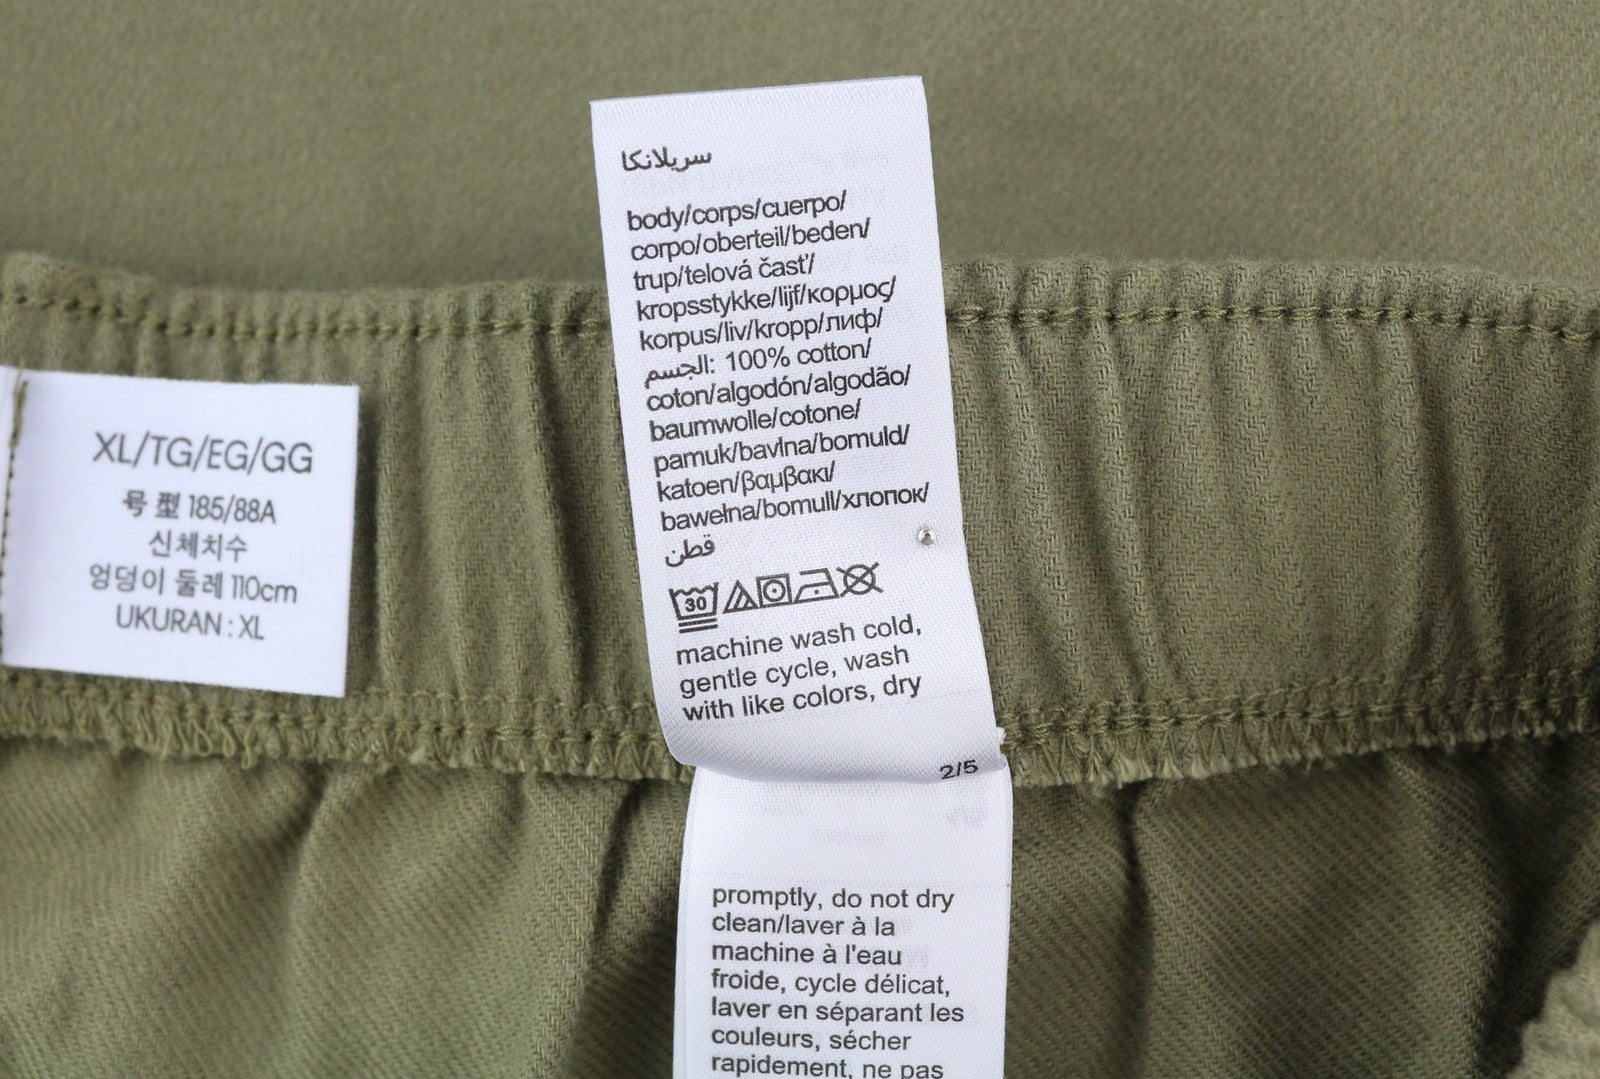 XL/TG/EG/GG
号型 185/88A
신체치수
엉덩이 둘레 110cm
UKURAN : XL
سريلانكا
body/corps/cuerpo/
corpo/oberteil/beden/
trup/telová časť/
kropsstykke/lijf/κορμος/
korpus/liv/kropp/лиф/
الجسم: 100% cotton/
coton/algodón/algodão/
baumwolle/cotone/
pamuk/bavlna/bomuld/
katoen/βαμβακι/
bawełna/bomull/хлопок/
قطن
30
machine wash cold,
gentle cycle, wash
with like colors, dry
2/5
promptly, do not dry
clean/laver à la
machine à l'eau
froide, cycle délicat,
laver en séparant les
couleurs, sécher
rapidement, ne pas